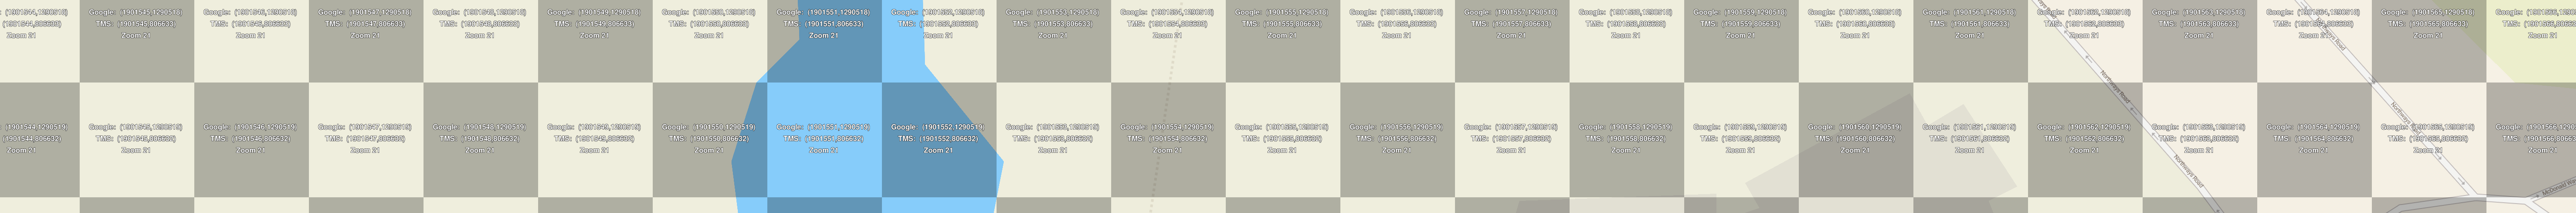 : (1901544,1290518)
(1901544,806633)
Zoom 21
Google: (1901545,1290518)
TMS: (1901545,806633)
Zoom 21
Google: (1901546,1290518)
TMS: (1901546,806633)
Zoom 21
Google: (1901547,1290518)
TMS: (1901547,806633)
Zoom 21
Google: (1901548,1290518)
TMS: (1901548,806633)
Zoom 21
Google: (1901549,1290518)
TMS: (1901549,806633)
Zoom 21
Google: (1901550,1290518)
TMS: (1901550,806633)
Zoom 21
Google: (1901551,1290518)
TMS: (1901551,806633)
Zoom 21
Google: (1901552,1290518)
TMS: (1901552,806633)
Zoom 21
Google: (1901553,1290518)
TMS: (1901553,806633)
Zoom 21
Google: (1901554,1290518)
TMS: (1901554,806633)
Zoom 21
Google: (1901555,1290518)
TMS: (1901555,806633)
Zoom 21
Google: (1901556,1290518)
TMS: (1901556,806633)
Zoom 21
Google: (1901557,1290518)
TMS: (1901557,806633)
Zoom 21
Google: (1901558,1290518)
TMS: (1901558,806633)
Zoom 21
Google: (1901559,1290518)
TMS: (1901559,806633)
Zoom 21
Google: (1901560,1290518)
TMS: (1901560,806633)
Zoom 21
Google: (1901561,1290518)
TMS: (1901561,806633)
Zoom 21
Google: (1901562,1290518)
TMS: (1901562,806633)
Zoom 21
Google: (1901563,1290518)
TMS: (1901563,806633)
Zoom 21
Google: (1901564,1290518)
TMS: (1901564,806633)
Zoom 21
Google: (1901565,1290518)
TMS: (1901565,806633)
Zoom 21
Google: (1901566,1290
TMS: (1901566,8066
Zoom 21
Northways Road
Northways Road
(1901544,1290519)
(1901544,806632)
Zoom 21
Google: (1901545,1290519)
TMS: (1901545,806632)
Zoom 21
Google: (1901546,1290519)
TMS: (1901546,806632)
Zoom 21
Google: (1901547,1290519)
TMS: (1901547,806632)
Zoom 21
Google: (1901548,1290519)
TMS: (1901548,806632)
Zoom 21
Google: (1901549,1290519)
TMS: (1901549,806632)
Zoom 21
Google: (1901550,1290519)
TMS: (1901550,806632)
Zoom 21
Google: (1901551,1290519)
TMS: (1901551,806632)
Zoom 21
Google: (1901552,1290519)
TMS: (1901552,806632)
Zoom 21
Google: (1901553,1290519)
TMS: (1901553,806632)
Zoom 21
Google: (1901554,1290519)
TMS: (1901554,806632)
Zoom 21
Google: (1901555,1290519)
TMS: (1901555,806632)
Zoom 21
Google: (1901556,1290519)
TMS: (1901556,806632)
Zoom 21
Google: (1901557,1290519)
TMS: (1901557,806632)
Zoom 21
Google: (1901558,1290519)
TMS: (1901558,806632)
Zoom 21
Google: (1901559,1290519)
TMS: (1901559,806632)
Zoom 21
Google: (1901560,1290519)
TMS: (1901560,806632)
Zoom 21
Google: (1901561,1290519)
TMS: (1901561,806632)
Zoom 21
Google: (1901562,1290519)
TMS: (1901562,806632)
Zoom 21
Google: (1901563,1290519)
TMS: (1901563,806632)
Zoom 21
Google: (1901564,1290519)
TMS: (1901564,806632)
Zoom 21
Google: (1901565,1290519)
TMS: (1901565,806632)
Zoom 21
Google: (1901566,1290
TMS: (1901566,8066
Zoom 21
Northways Road
Northways Road
McDonald Wa